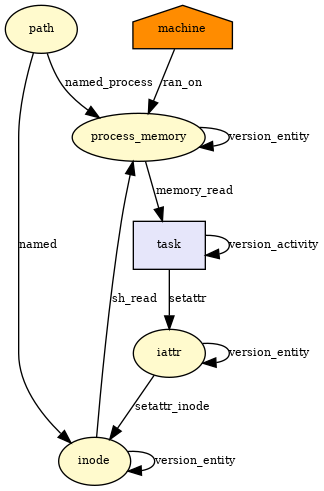 path
machine
named_process
ran_on
process_memory
version_entity
memory_read
task
version_activity
named
sh_read
setattr
iattr
version_entity
setattr_inode
inode
version_entity